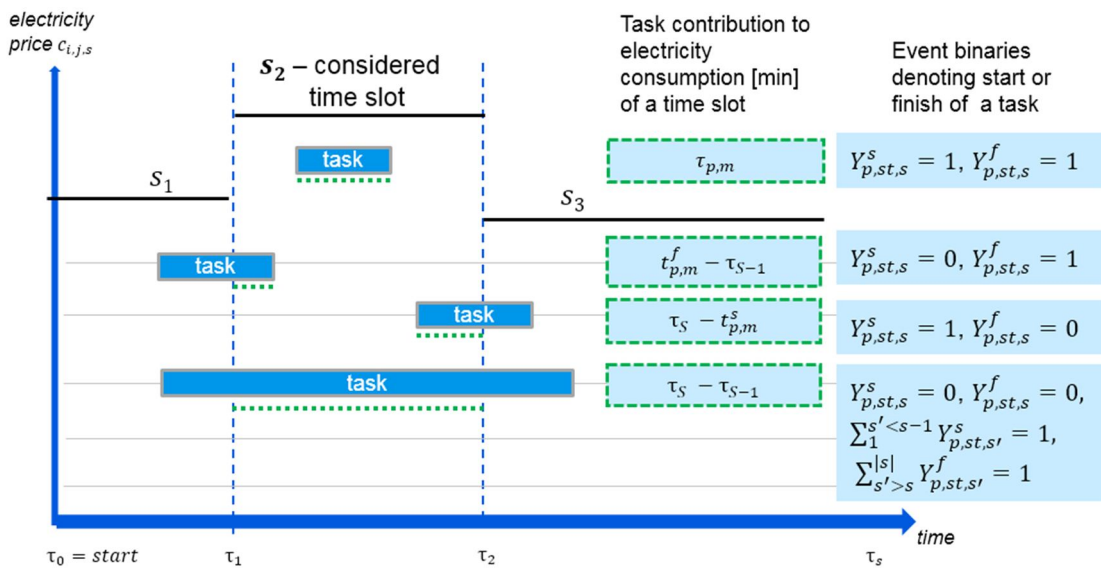 electricity
price c_{i,j,s}
s_2 – considered
time slot
Task contribution to
electricity
consumption [min]
of a time slot
Event binaries
denoting start or
finish of a task
task
τ_{p,m}
Y^s_{p,st,s} = 1, Y^f_{p,st,s} = 1
s_1
s_3
task
t^f_{p,m} − τ_{S−1}
Y^s_{p,st,s} = 0, Y^f_{p,st,s} = 1
task
τ_S − t^s_{p,m}
Y^s_{p,st,s} = 1, Y^f_{p,st,s} = 0
task
τ_S − τ_{S−1}
Y^s_{p,st,s} = 0, Y^f_{p,st,s} = 0,
∑_1^{s′<s−1} Y^s_{p,st,s′} = 1,
∑_{s′>s}^{|s|} Y^f_{p,st,s′} = 1
time
τ_0 = start
τ_1
τ_2
τ_s